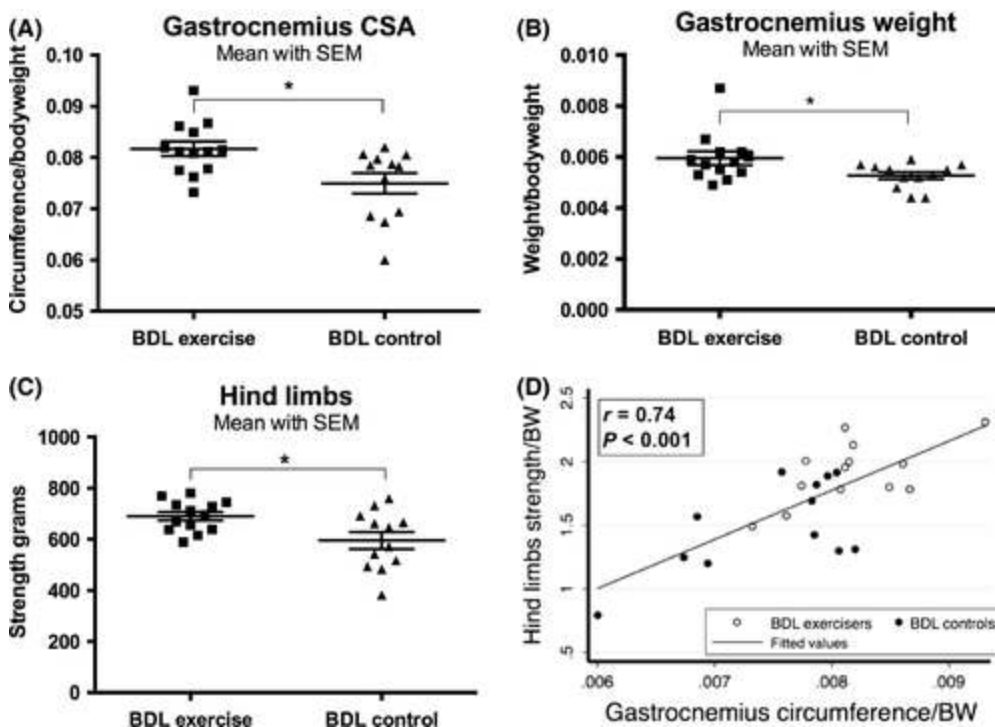 (A)
Gastrocnemius CSA
Mean with SEM
Circumference/bodyweight
0.10
0.09
0.08
0.07
0.06
0.05
*
BDL exercise
BDL control
(B)
Gastrocnemius weight
Mean with SEM
Weight/bodyweight
0.010
0.008
0.006
0.004
0.002
0.000
*
BDL exercise
BDL control
(C)
Hind limbs
Mean with SEM
Strength grams
1000
800
600
400
200
0
*
BDL exercise
BDL control
(D)
Hind limbs strength/BW
2.5
2
1.5
1
.5
r = 0.74
P < 0.001
BDL exercisers
BDL controls
Fitted values
.006
.007
.008
.009
Gastrocnemius circumference/BW